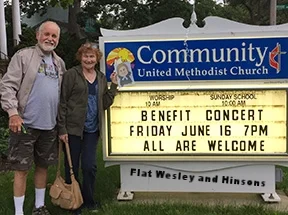 Community
United Methodist Church
WORSHIP
10 AM
SUNDAY SCHOOL
10:00 AM
BENEFIT CONCERT
FRIDAY JUNE 16 7PM
ALL ARE WELCOME
Flat Wesley and Hinsons